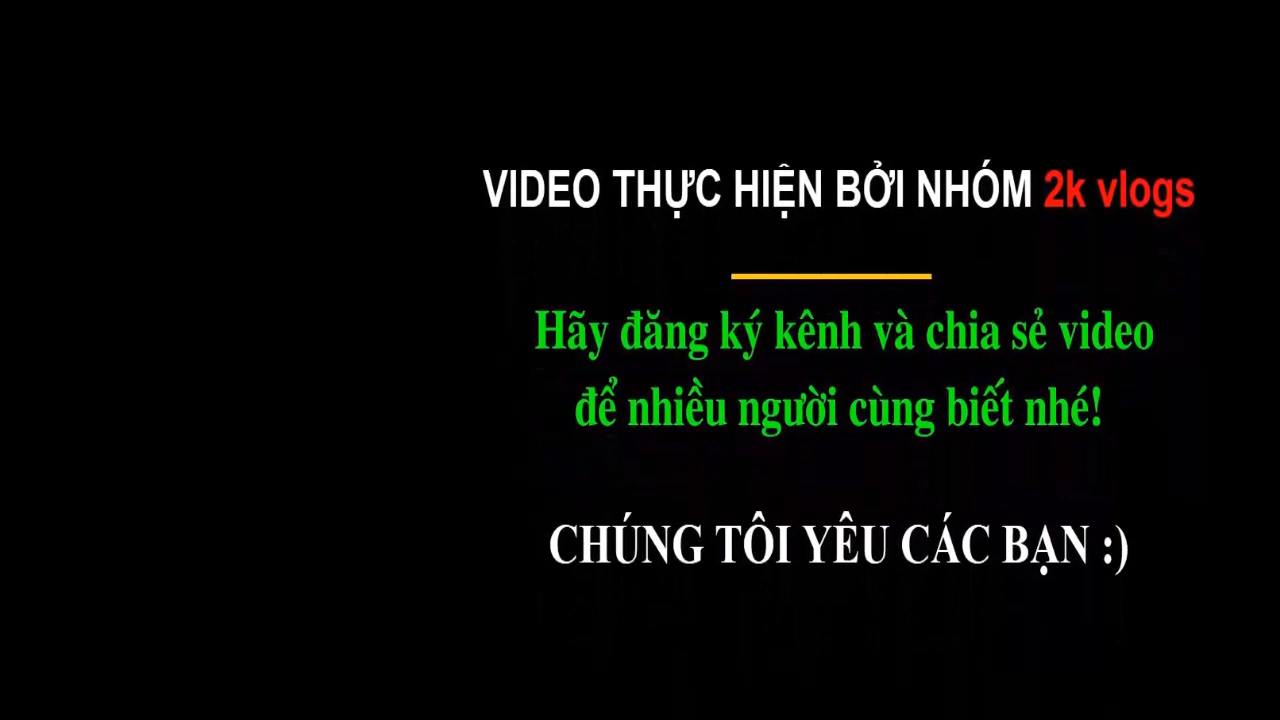 VIDEO THỰC HIỆN BỞI NHÓM 2k vlogs
Hãy đăng ký kênh và chia sẻ video
để nhiều người cùng biết nhé!
CHÚNG TÔI YÊU CÁC BẠN :)